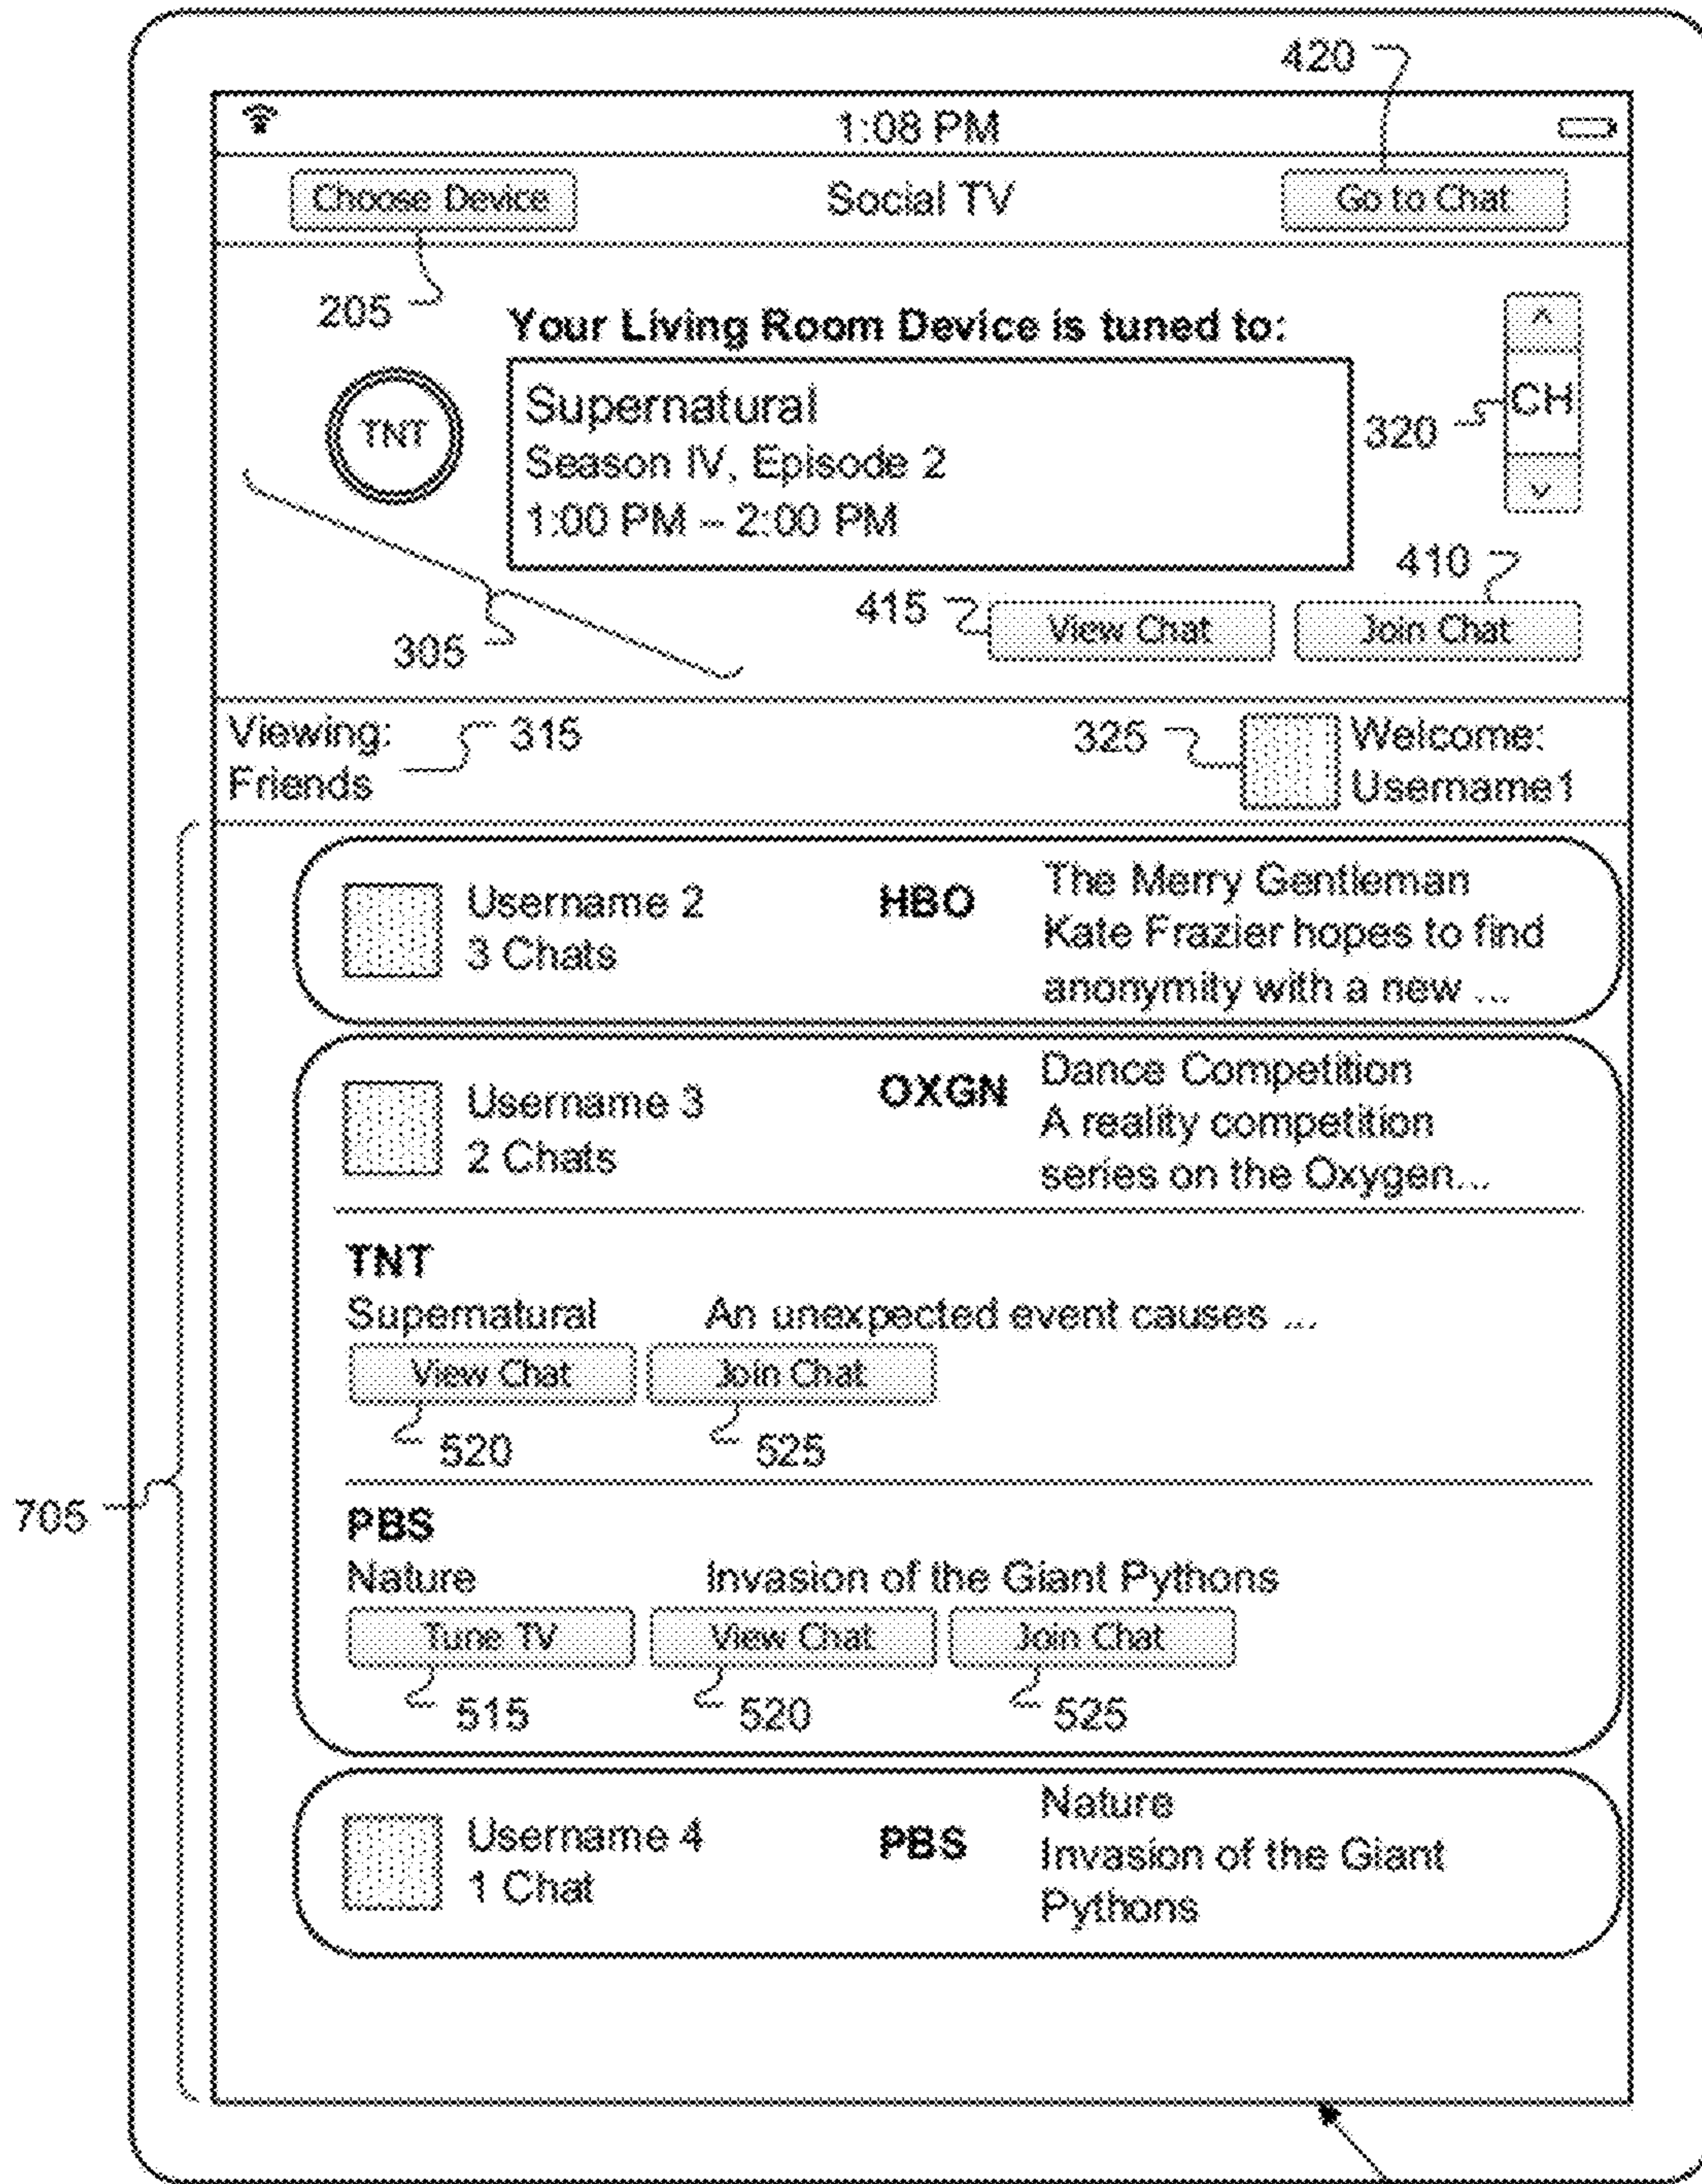 420
1:08 PM
Choose Device
Social TV
Go to Chat
205
Your Living Room Device is tuned to:
TNT
Supernatural
Season IV, Episode 2
1:00 PM – 2:00 PM
^
CH
v
320
410
415
View Chat
Join Chat
305
Viewing:
Friends
315
325
Welcome:
Username1
Username 2
3 Chats
HBO
The Merry Gentleman
Kate Frazier hopes to find
anonymity with a new ...
Username 3
2 Chats
OXGN
Dance Competition
A reality competition
series on the Oxygen...
TNT
Supernatural
An unexpected event causes ...
View Chat
Join Chat
520
525
705
PBS
Nature
Invasion of the Giant Pythons
Tune TV
View Chat
Join Chat
515
520
525
Username 4
1 Chat
PBS
Nature
Invasion of the Giant
Pythons